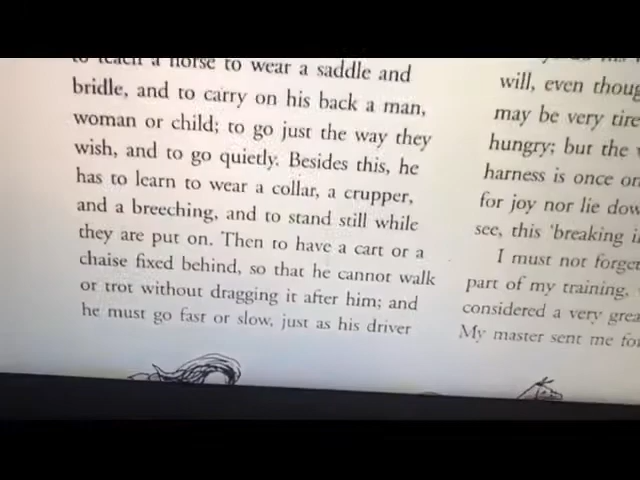 to teach a horse to wear a saddle and
bridle, and to carry on his back a man,
woman or child; to go just the way they
wish, and to go quietly. Besides this, he
has to learn to wear a collar, a crupper,
and a breeching, and to stand still while
they are put on. Then to have a cart or a
chaise fixed behind, so that he cannot walk
or trot without dragging it after him; and
he must go fast or slow, just as his driver
will, even thoug
may be very tire
hungry; but the
harness is once on
for joy nor lie dow
see, this 'breaking i
I must not forget
part of my training,
considered a very grea
My master sent me for